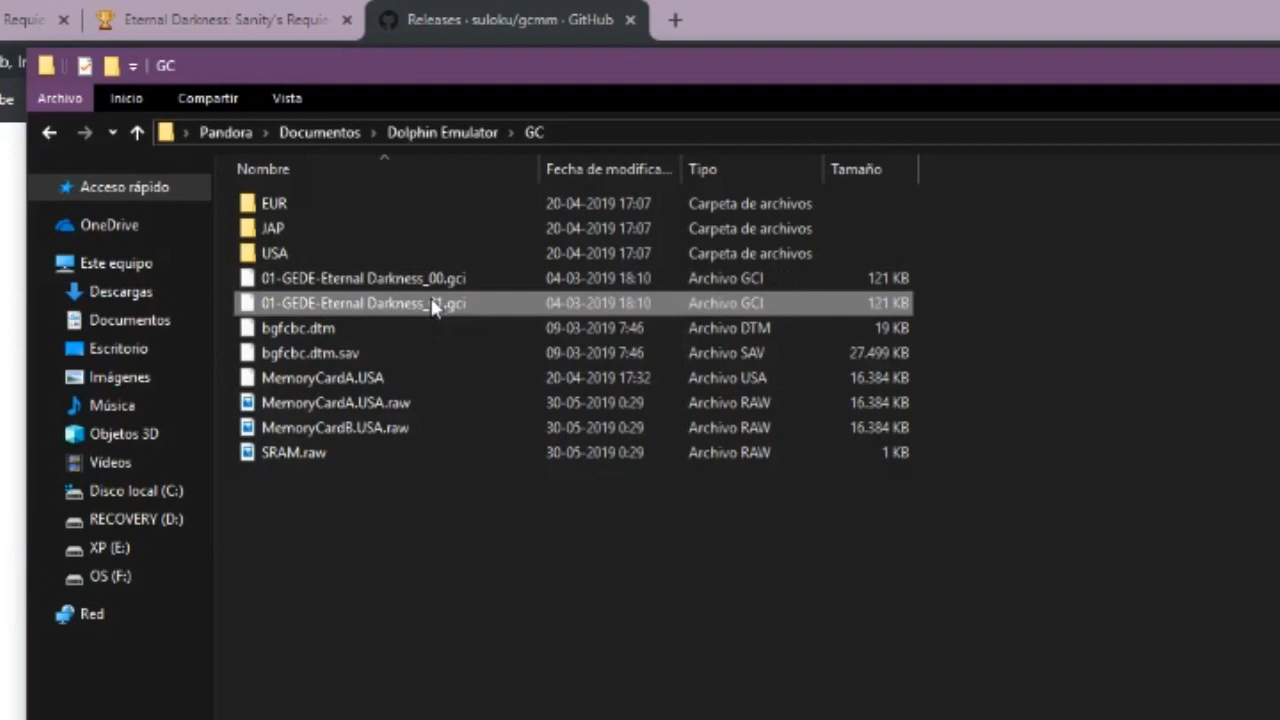 Requie
Eternal Darkness: Sanity's Requie
Releases · suloku/gcmm · GitHub
b, In
GC
be
Archivo Inicio Compartir Vista
Pandora › Documentos › Dolphin Emulator › GC
Nombre Fecha de modifica... Tipo Tamaño
Acceso rápido
OneDrive
Este equipo
Descargas
Documentos
Escritorio
Imágenes
Música
Objetos 3D
Vídeos
Disco local (C:)
RECOVERY (D:)
XP (E:)
OS (F:)
Red
EUR 20-04-2019 17:07 Carpeta de archivos
JAP 20-04-2019 17:07 Carpeta de archivos
USA 20-04-2019 17:07 Carpeta de archivos
01-GEDE-Eternal Darkness_00.gci 04-03-2019 18:10 Archivo GCI 121 KB
01-GEDE-Eternal Darkness_01.gci 04-03-2019 18:10 Archivo GCI 121 KB
bgfcbc.dtm 09-03-2019 7:46 Archivo DTM 19 KB
bgfcbc.dtm.sav 09-03-2019 7:46 Archivo SAV 27.499 KB
MemoryCardA.USA 20-04-2019 17:32 Archivo USA 16.384 KB
MemoryCardA.USA.raw 30-05-2019 0:29 Archivo RAW 16.384 KB
MemoryCardB.USA.raw 30-05-2019 0:29 Archivo RAW 16.384 KB
SRAM.raw 30-05-2019 0:29 Archivo RAW 1 KB